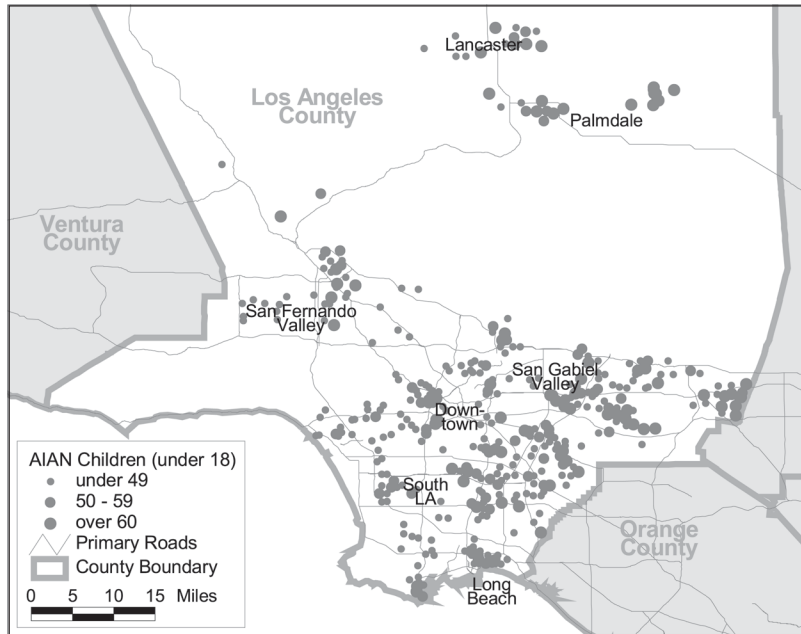 Lancaster
Los Angeles
County
Palmdale
Ventura
County
San Fernando
Valley
San Gabiel
Valley
Down-
town
South
LA
Orange
County
Long
Beach
AIAN Children (under 18)
under 49
50 - 59
over 60
Primary Roads
County Boundary
0 5 10 15 Miles